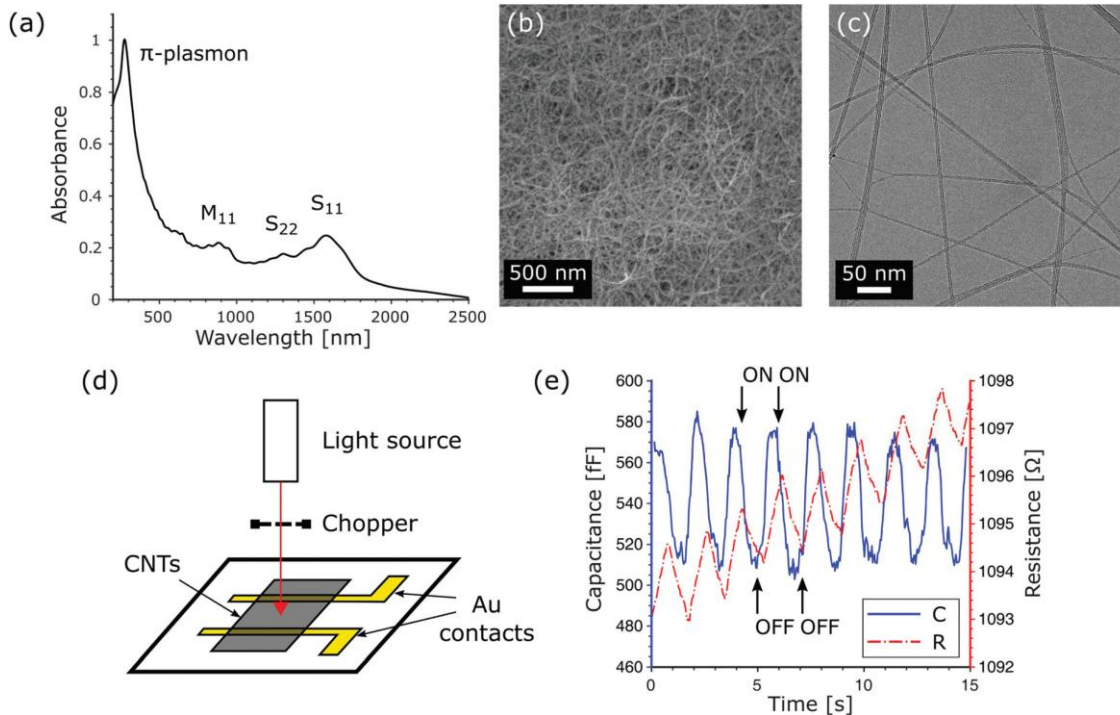 (a)
1
0.8
0.6
0.4
0.2
0
Absorbance
π-plasmon
M11
S22
S11
500
1000
1500
2000
2500
Wavelength [nm]
(b)
500 nm
(c)
50 nm
(d)
Light source
Chopper
CNTs
Au
contacts
(e)
ON ON
600
580
560
540
520
500
480
460
Capacitance [fF]
1098
1097
1096
1095
1094
1093
1092
Resistance [Ω]
OFF OFF
C
R
0
5
10
15
Time [s]